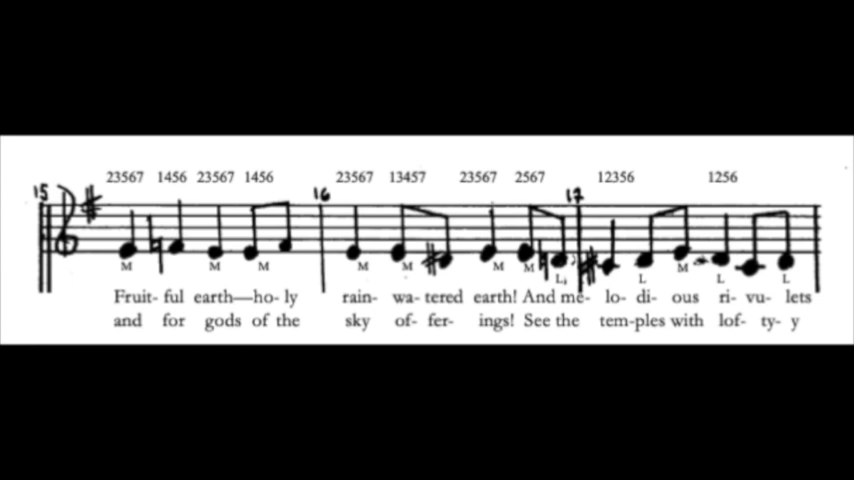 23567 1456 23567 1456 23567 13457 23567 2567 12356 1256
15 16 17
M M M M M M M L L M L L
Fruit- ful earth—ho- ly rain- wa- tered earth! And me- lo- di- ous ri- vu- lets
and for gods of the sky of- fer- ings! See the tem-ples with lof- ty- y